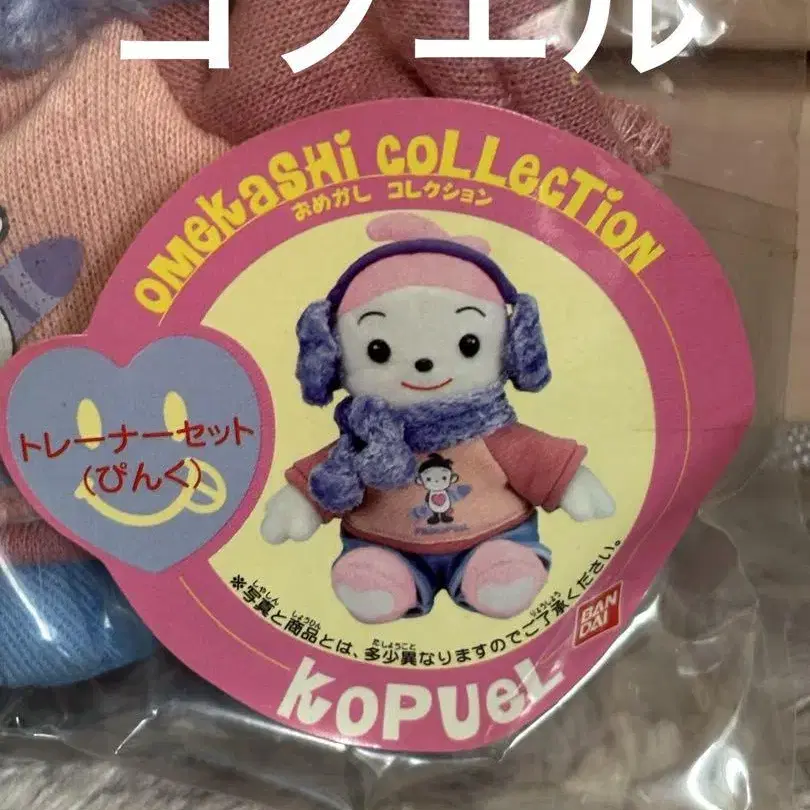 コプエル
OMEKASHi COLLECTiON
おめかし コレクション
トレーナーセット
(ぴんく)
※写真と商品とは、多少異なりますのでご了承ください。
BAN
DAI
KOPUEL